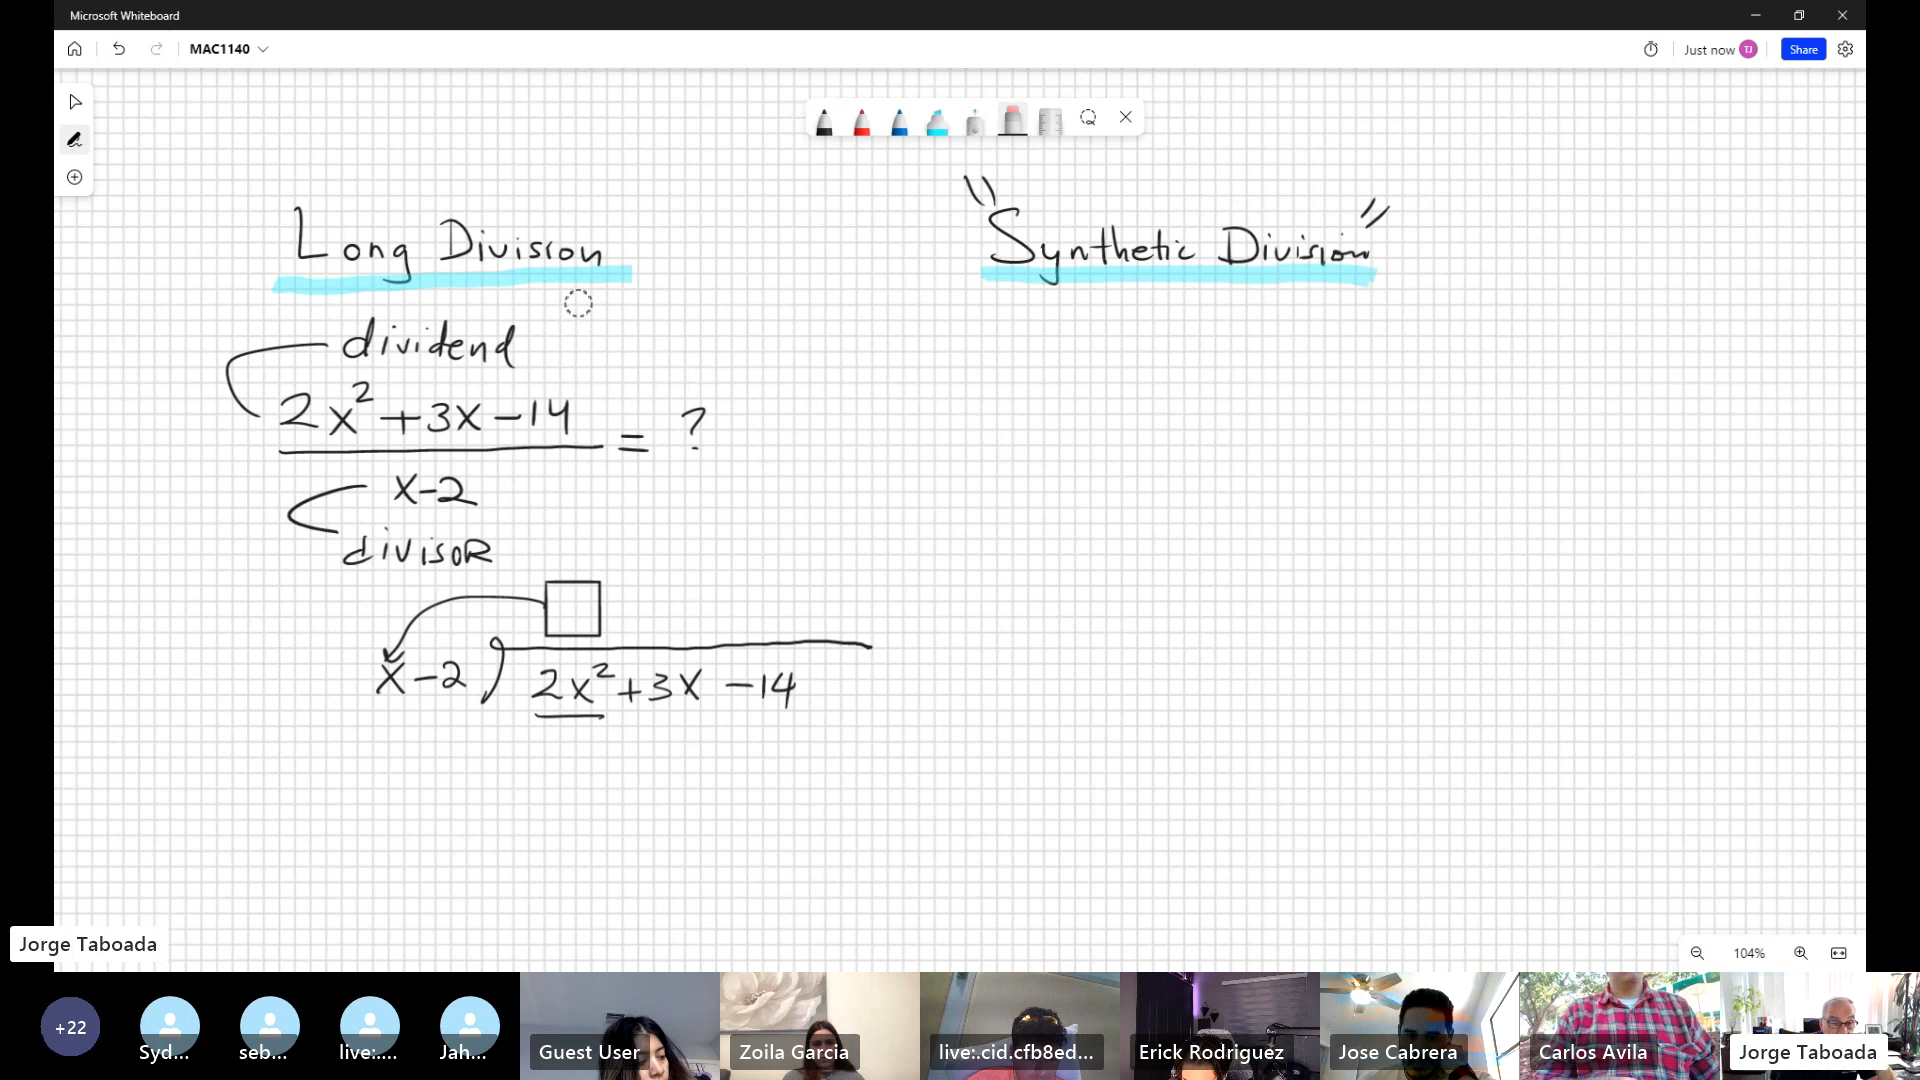 Microsoft Whiteboard
MAC1140
Just now TJ Share
Long Division
"Synthetic Division"
dividend
2x² + 3x - 14 = ?
x - 2
divisor
x - 2 2x² + 3x - 14
104%
Jorge Taboada
+22 Syd... seb... live:.... Jah... Guest User Zoila Garcia live:.cid.cfb8ed... Erick Rodriguez Jose Cabrera Carlos Avila Jorge Taboada